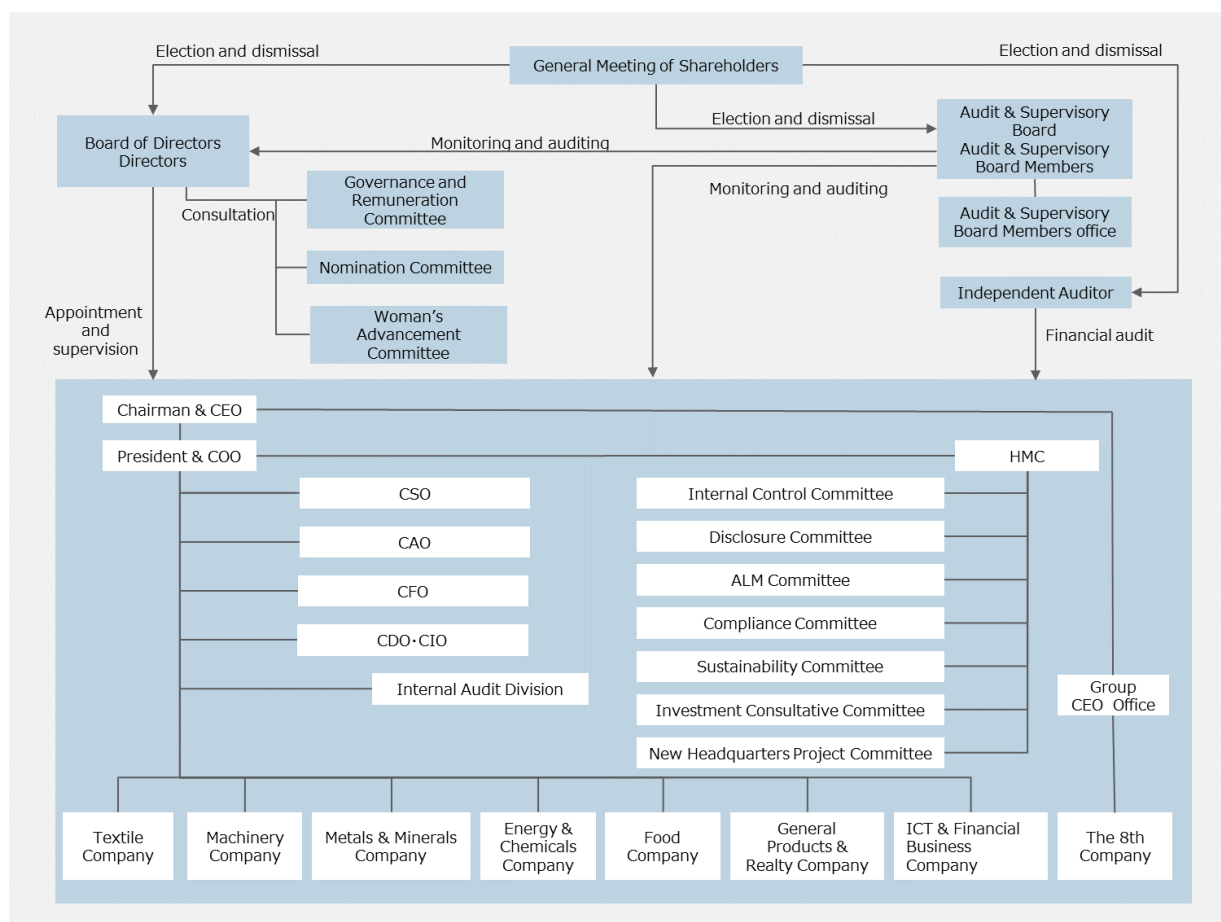 Election and dismissal
General Meeting of Shareholders
Election and dismissal
Board of Directors
Directors
Election and dismissal
Audit & Supervisory
Board
Audit & Supervisory
Board Members
Monitoring and auditing
Monitoring and auditing
Consultation
Governance and
Remuneration
Committee
Audit & Supervisory
Board Members office
Nomination Committee
Independent Auditor
Woman's
Advancement
Committee
Appointment
and
supervision
Financial audit
Chairman & CEO
President & COO
HMC
CSO
CAO
CFO
CDO・CIO
Internal Audit Division
Internal Control Committee
Disclosure Committee
ALM Committee
Compliance Committee
Sustainability Committee
Investment Consultative Committee
New Headquarters Project Committee
Group
CEO Office
Textile
Company
Machinery
Company
Metals & Minerals
Company
Energy &
Chemicals
Company
Food
Company
General
Products &
Realty Company
ICT & Financial
Business
Company
The 8th
Company